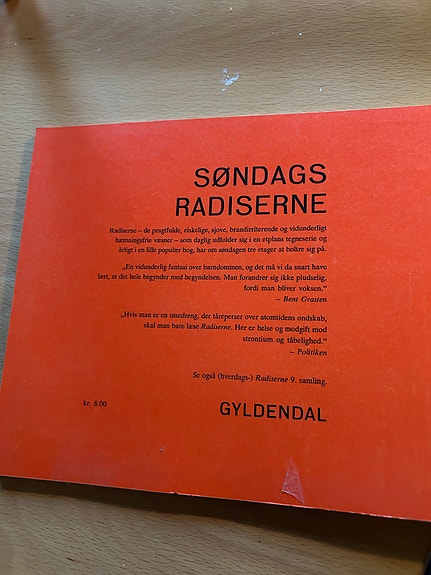 SØNDAGS
RADISERNE
Radiserne – de pragtfulde, elskelige, sjove, brandirriterende og vidunderligt
hæmningsfrie væsner – som daglig udfolder sig i en etplans tegneserie og
årligt i en lille populær bog, har om søndagen tre etager at boltre sig på.
„En vidunderlig fantasi over barndommen, og det må vi da snart have
lært, at det hele begynder med begyndelsen. Man forandrer sig ikke pludselig,
fordi man bliver voksen.“
– Bent Grasten
„Hvis man er en tøsedreng, der tåreperser over atomtidens ondskab,
skal man bare læse Radiserne. Her er helse og modgift mod
strontium og tåbelighed.“
– Politiken
Se også (hverdags-) Radiserne 9. samling.
kr. 8.00
GYLDENDAL